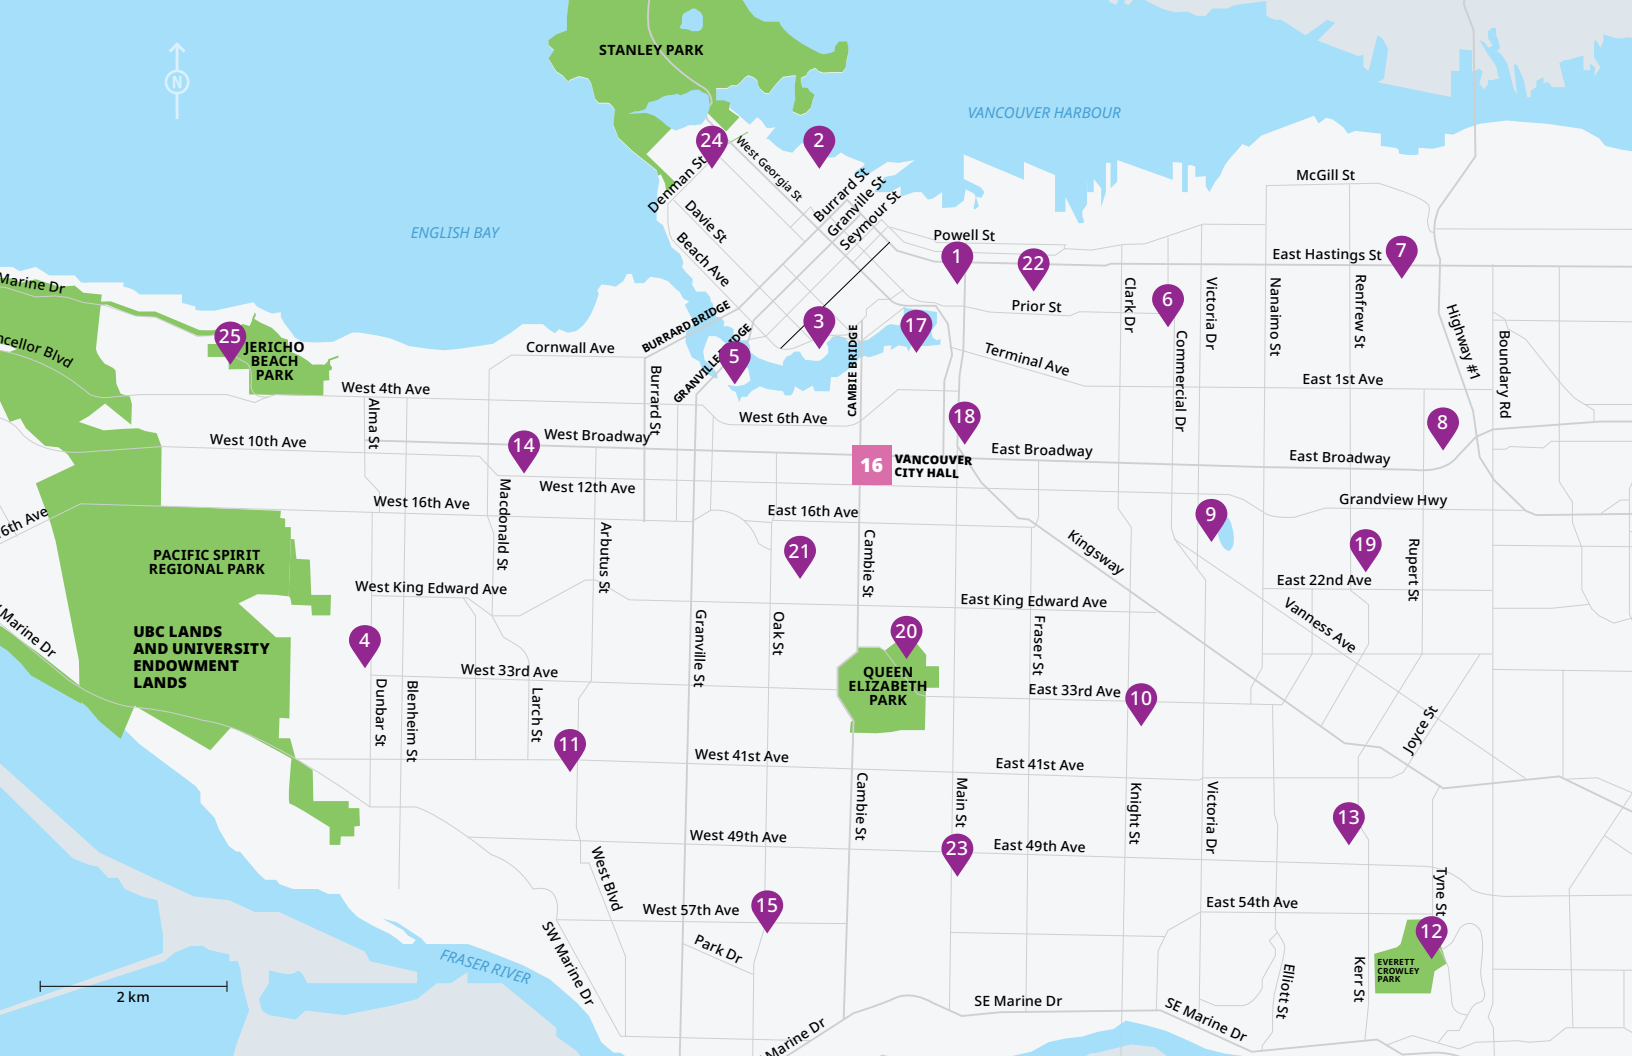 STANLEY PARK
N
VANCOUVER HARBOUR
24
2
West Georgia St
Denman St
McGill St
Burrard St
Granville St
Seymour St
Davie St
ENGLISH BAY
Beach Ave
Powell St
1
22
East Hastings St
7
Marine Dr
Prior St
Clark Dr
6
Victoria Dr
Nanaimo St
Renfrew St
25
JERICHO
BEACH
PARK
BURRARD BRIDGE
3
17
Highway #1
Boundary Rd
ncellor Blvd
Cornwall Ave
5
CAMBIE BRIDGE
Terminal Ave
Commercial Dr
West 4th Ave
Burrard St
East 1st Ave
Alma St
West 6th Ave
18
8
West 10th Ave
14
West Broadway
16
VANCOUVER
CITY HALL
East Broadway
East Broadway
West 12th Ave
Macdonald St
West 16th Ave
East 16th Ave
Grandview Hwy
6th Ave
9
Arbutus St
Cambie St
Kingsway
19
Rupert St
PACIFIC SPIRIT
REGIONAL PARK
21
East 22nd Ave
West King Edward Ave
East King Edward Ave
Vanness Ave
Marine Dr
UBC LANDS
AND UNIVERSITY
ENDOWMENT
LANDS
4
Granville St
Oak St
20
Fraser St
West 33rd Ave
QUEEN
ELIZABETH
PARK
East 33rd Ave
10
Dunbar St
Blenheim St
Larch St
Joyce St
11
West 41st Ave
East 41st Ave
Cambie St
Main St
Knight St
Victoria Dr
13
West 49th Ave
23
East 49th Ave
West Blvd
Tyne St
West 57th Ave
15
East 54th Ave
12
SW Marine Dr
Park Dr
EVERETT
CROWLEY
PARK
FRASER RIVER
Elliott St
Kerr St
2 km
SE Marine Dr
SE Marine Dr
Marine Dr